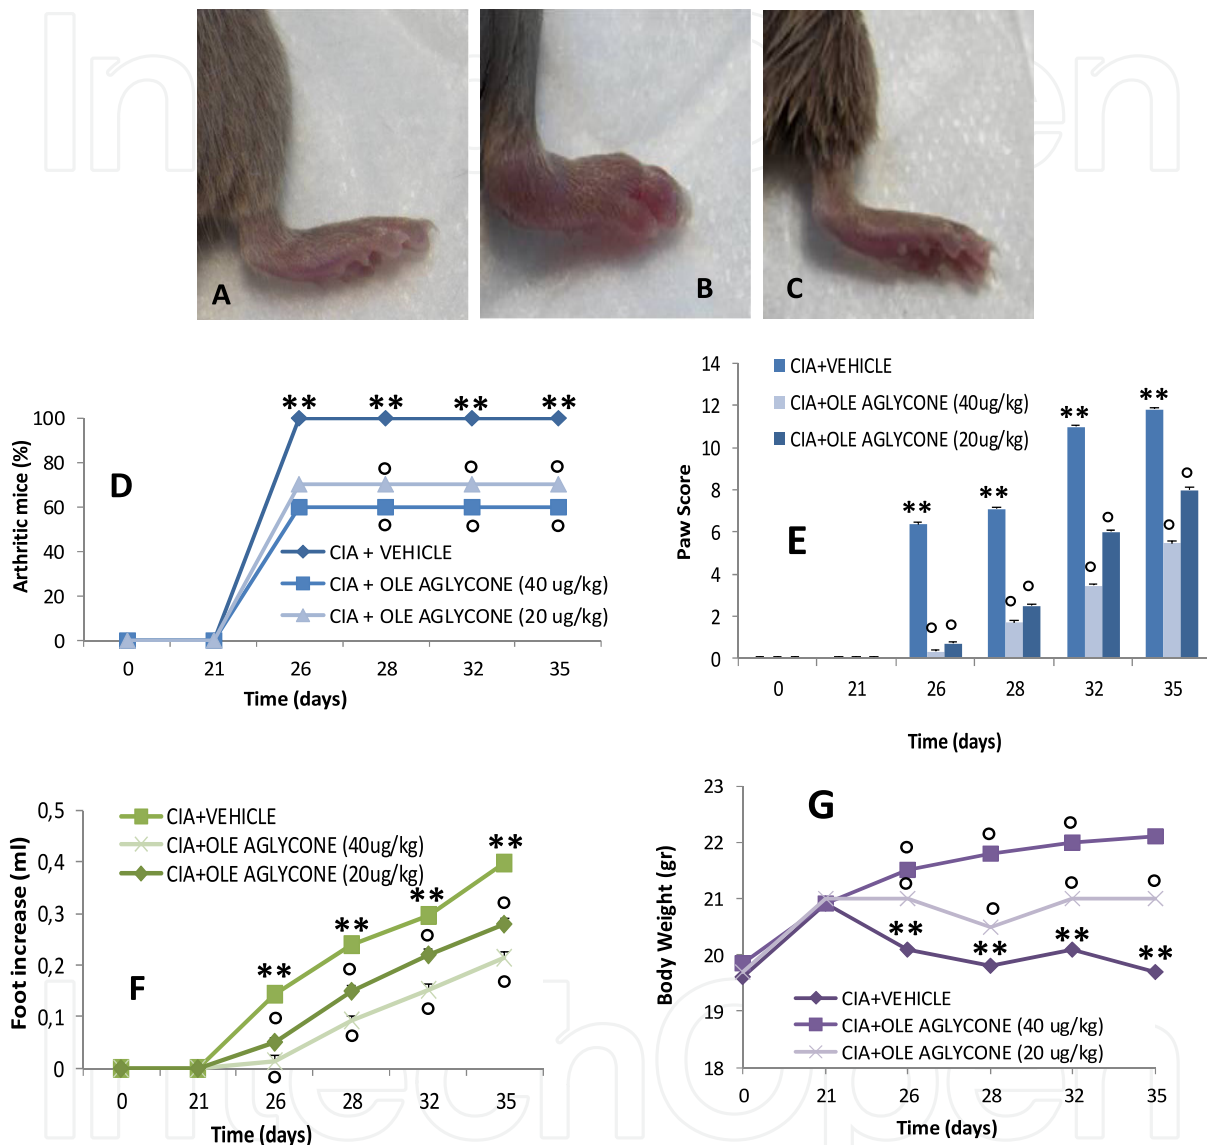 A
B
C
D
Arthritic mice (%)
100
80
60
40
20
0
** ** ** **
CIA + VEHICLE
CIA + OLE AGLYCONE (40 ug/kg)
CIA + OLE AGLYCONE (20 ug/kg)
0 21 26 28 32 35
Time (days)
E
Paw Score
14
12
10
8
6
4
2
0
CIA+VEHICLE
CIA+OLE AGLYCONE (40ug/kg)
CIA+OLE AGLYCONE (20ug/kg)
** ** ** **
0 21 26 28 32 35
Time (days)
F
Foot increase (ml)
0,5
0,4
0,3
0,2
0,1
0
CIA+VEHICLE
CIA+OLE AGLYCONE (40ug/kg)
CIA+OLE AGLYCONE (20ug/kg)
** ** ** **
0 21 26 28 32 35
Time (days)
G
Body Weight (gr)
23
22
21
20
19
18
** ** ** **
CIA+VEHICLE
CIA+OLE AGLYCONE (40 ug/kg)
CIA+OLE AGLYCONE (20 ug/kg)
0 21 26 28 32 35
Time (days)
IntechOpen